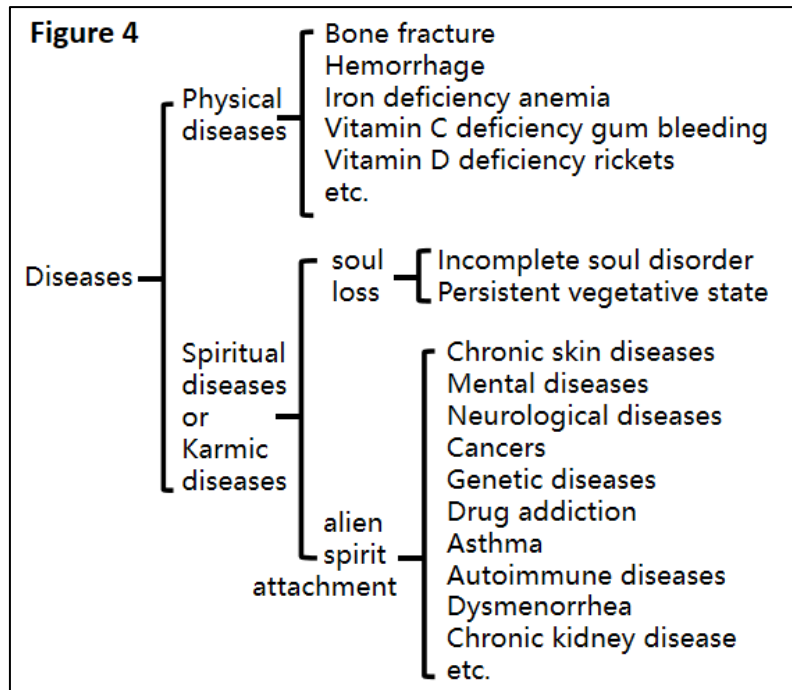 Figure 4
Diseases
Physical
diseases
Bone fracture
Hemorrhage
Iron deficiency anemia
Vitamin C deficiency gum bleeding
Vitamin D deficiency rickets
etc.
Spiritual
diseases
or
Karmic
diseases
soul
loss
Incomplete soul disorder
Persistent vegetative state
alien
spirit
attachment
Chronic skin diseases
Mental diseases
Neurological diseases
Cancers
Genetic diseases
Drug addiction
Asthma
Autoimmune diseases
Dysmenorrhea
Chronic kidney disease
etc.